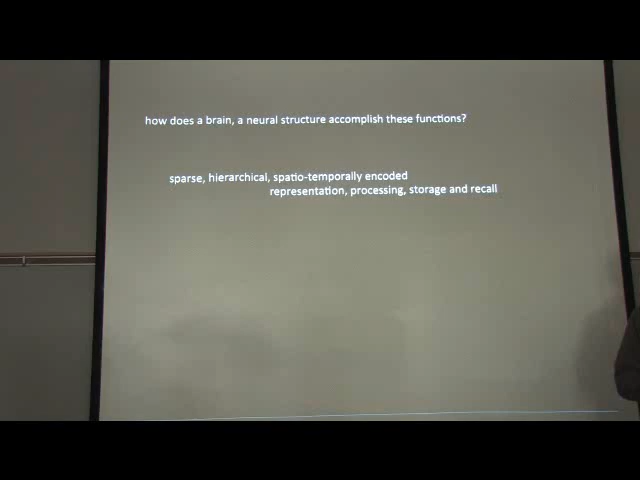 how does a brain, a neural structure accomplish these functions?
sparse, hierarchical, spatio-temporally encoded
representation, processing, storage and recall